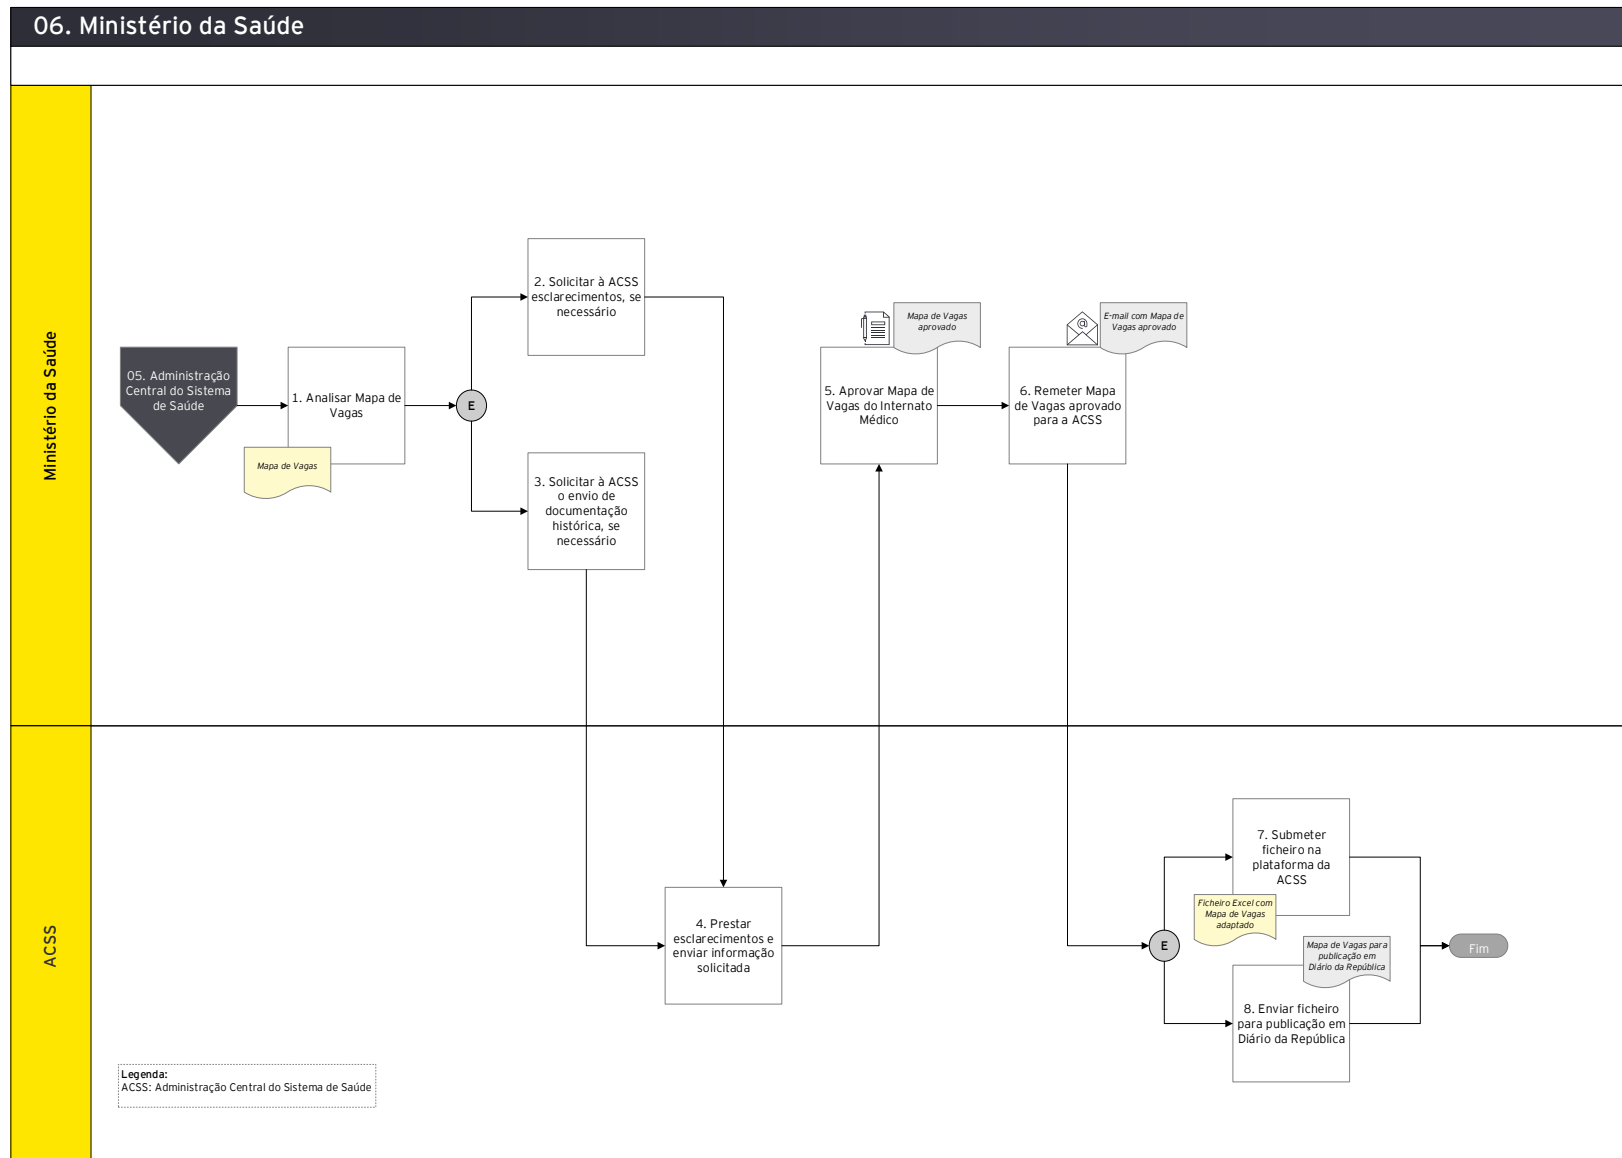 06. Ministério da Saúde
Ministério da Saúde
05. Administração
Central do Sistema
de Saúde
1. Analisar Mapa de
Vagas
Mapa de Vagas
E
2. Solicitar à ACSS
esclarecimentos, se
necessário
3. Solicitar à ACSS
o envio de
documentação
histórica, se
necessário
Mapa de Vagas
aprovado
5. Aprovar Mapa de
Vagas do Internato
Médico
@
E-mail com Mapa de
Vagas aprovado
6. Remeter Mapa
de Vagas aprovado
para a ACSS
ACSS
4. Prestar
esclarecimentos e
enviar informação
solicitada
E
7. Submeter
ficheiro na
plataforma da
ACSS
Ficheiro Excel com
Mapa de Vagas
adaptado
Mapa de Vagas para
publicação em
Diário da República
8. Enviar ficheiro
para publicação em
Diário da República
Fim
Legenda:
ACSS: Administração Central do Sistema de Saúde